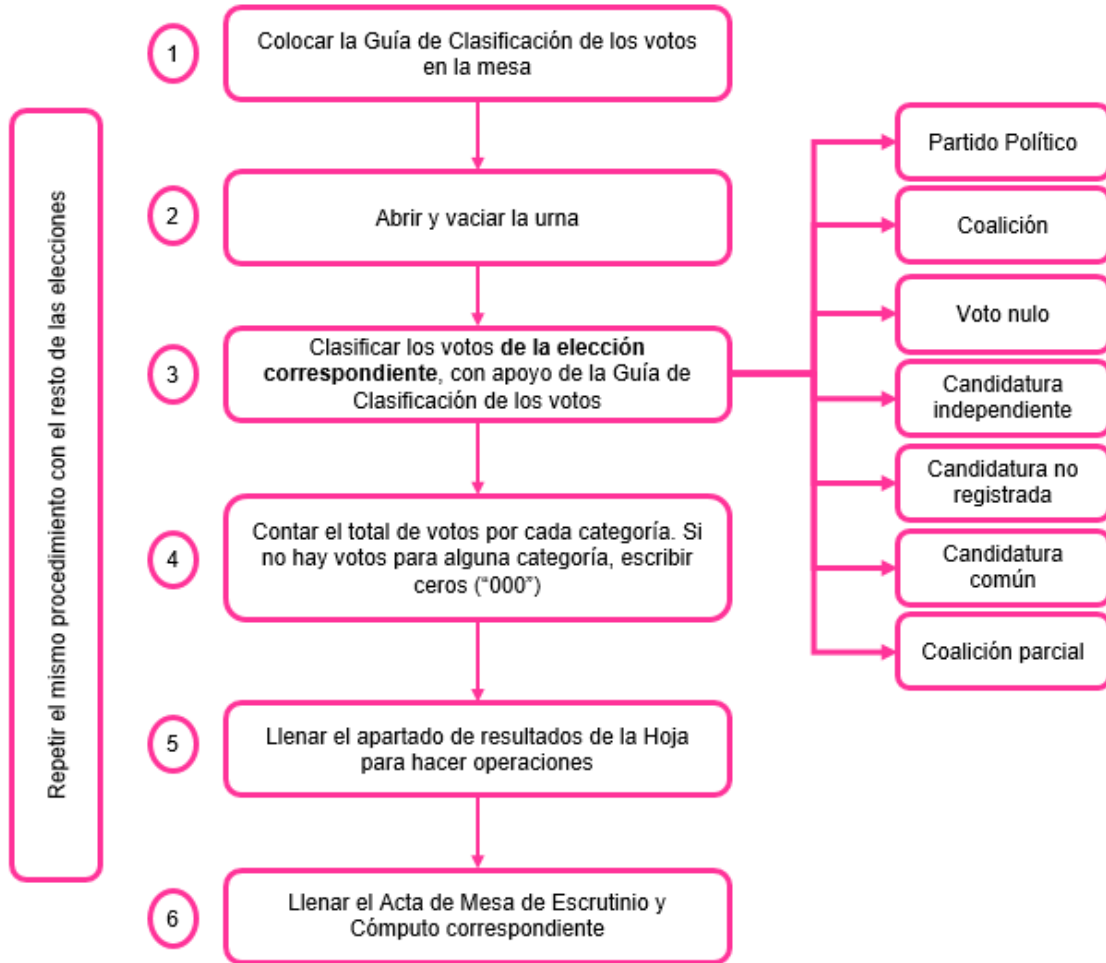 1
Colocar la Guía de Clasificación de los votos
en la mesa
Repetir el mismo procedimiento con el resto de las elecciones
2
Abrir y vaciar la urna
3
Clasificar los votos de la elección
correspondiente, con apoyo de la Guía de
Clasificación de los votos
Partido Político
Coalición
Voto nulo
Candidatura
independiente
Candidatura no
registrada
Candidatura
común
Coalición parcial
4
Contar el total de votos por cada categoría. Si
no hay votos para alguna categoría, escribir
ceros (“000”)
5
Llenar el apartado de resultados de la Hoja
para hacer operaciones
6
Llenar el Acta de Mesa de Escrutinio y
Cómputo correspondiente